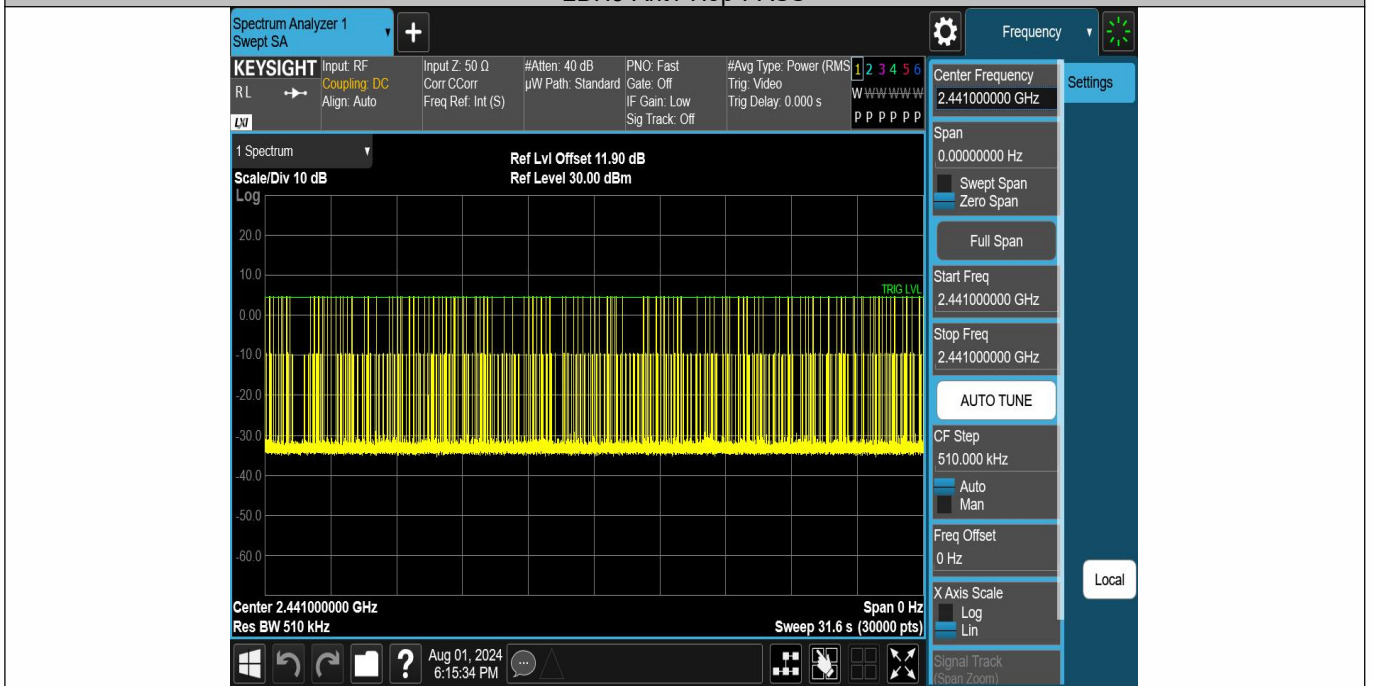 Spectrum Analyzer 1
Swept SA
Frequency
KEYSIGHT
RL
LXI
Input: RF
Coupling: DC
Align: Auto
Input Z: 50 Ω
Corr CCorr
Freq Ref: Int (S)
#Atten: 40 dB
µW Path: Standard
PNO: Fast
Gate: Off
IF Gain: Low
Sig Track: Off
#Avg Type: Power (RMS
Trig: Video
Trig Delay: 0.000 s
1 2 3 4 5 6
W W W W W W
P P P P P P
Center Frequency
2.441000000 GHz
Settings
Span
0.00000000 Hz
Swept Span
Zero Span
Full Span
Start Freq
2.441000000 GHz
Stop Freq
2.441000000 GHz
AUTO TUNE
CF Step
510.000 kHz
Auto
Man
Freq Offset
0 Hz
X Axis Scale
Log
Lin
Signal Track
(Span Zoom)
Local
1 Spectrum
Scale/Div 10 dB
Ref Lvl Offset 11.90 dB
Ref Level 30.00 dBm
Log
20.0
10.0
TRIG LVL
0.00
-10.0
-20.0
-30.0
-40.0
-50.0
-60.0
Center 2.441000000 GHz
Span 0 Hz
Res BW 510 kHz
Sweep 31.6 s (30000 pts)
Aug 01, 2024
6:15:34 PM